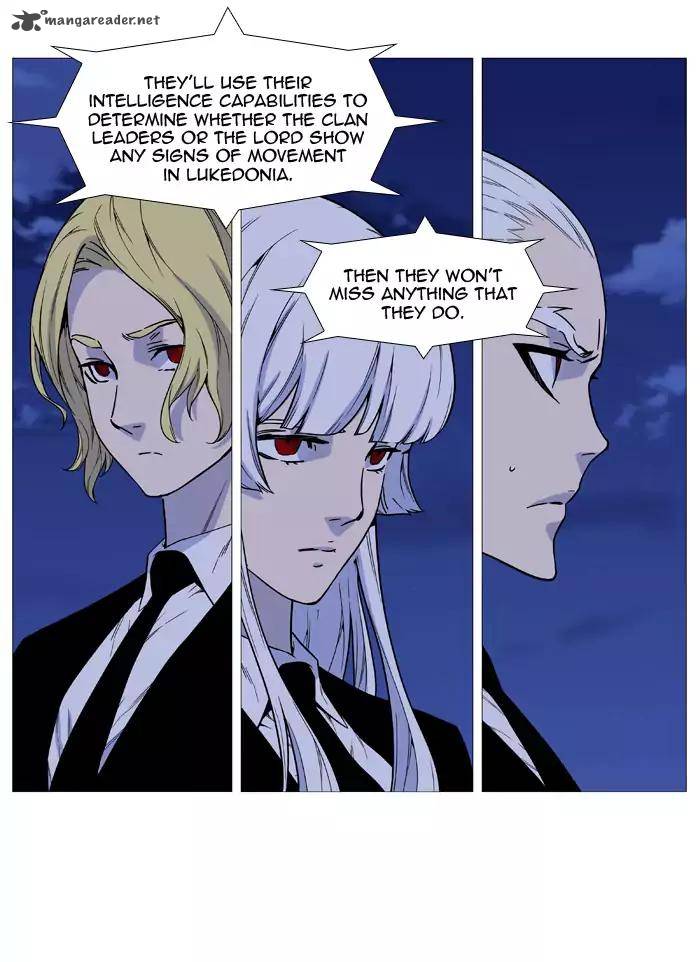 mangareader.net
THEY'LL USE THEIR
INTELLIGENCE CAPABILITIES TO
DETERMINE WHETHER THE CLAN
LEADERS OR THE LORD SHOW
ANY SIGNS OF MOVEMENT
IN LUKEDONIA.
THEN THEY WON'T
MISS ANYTHING THAT
THEY DO.